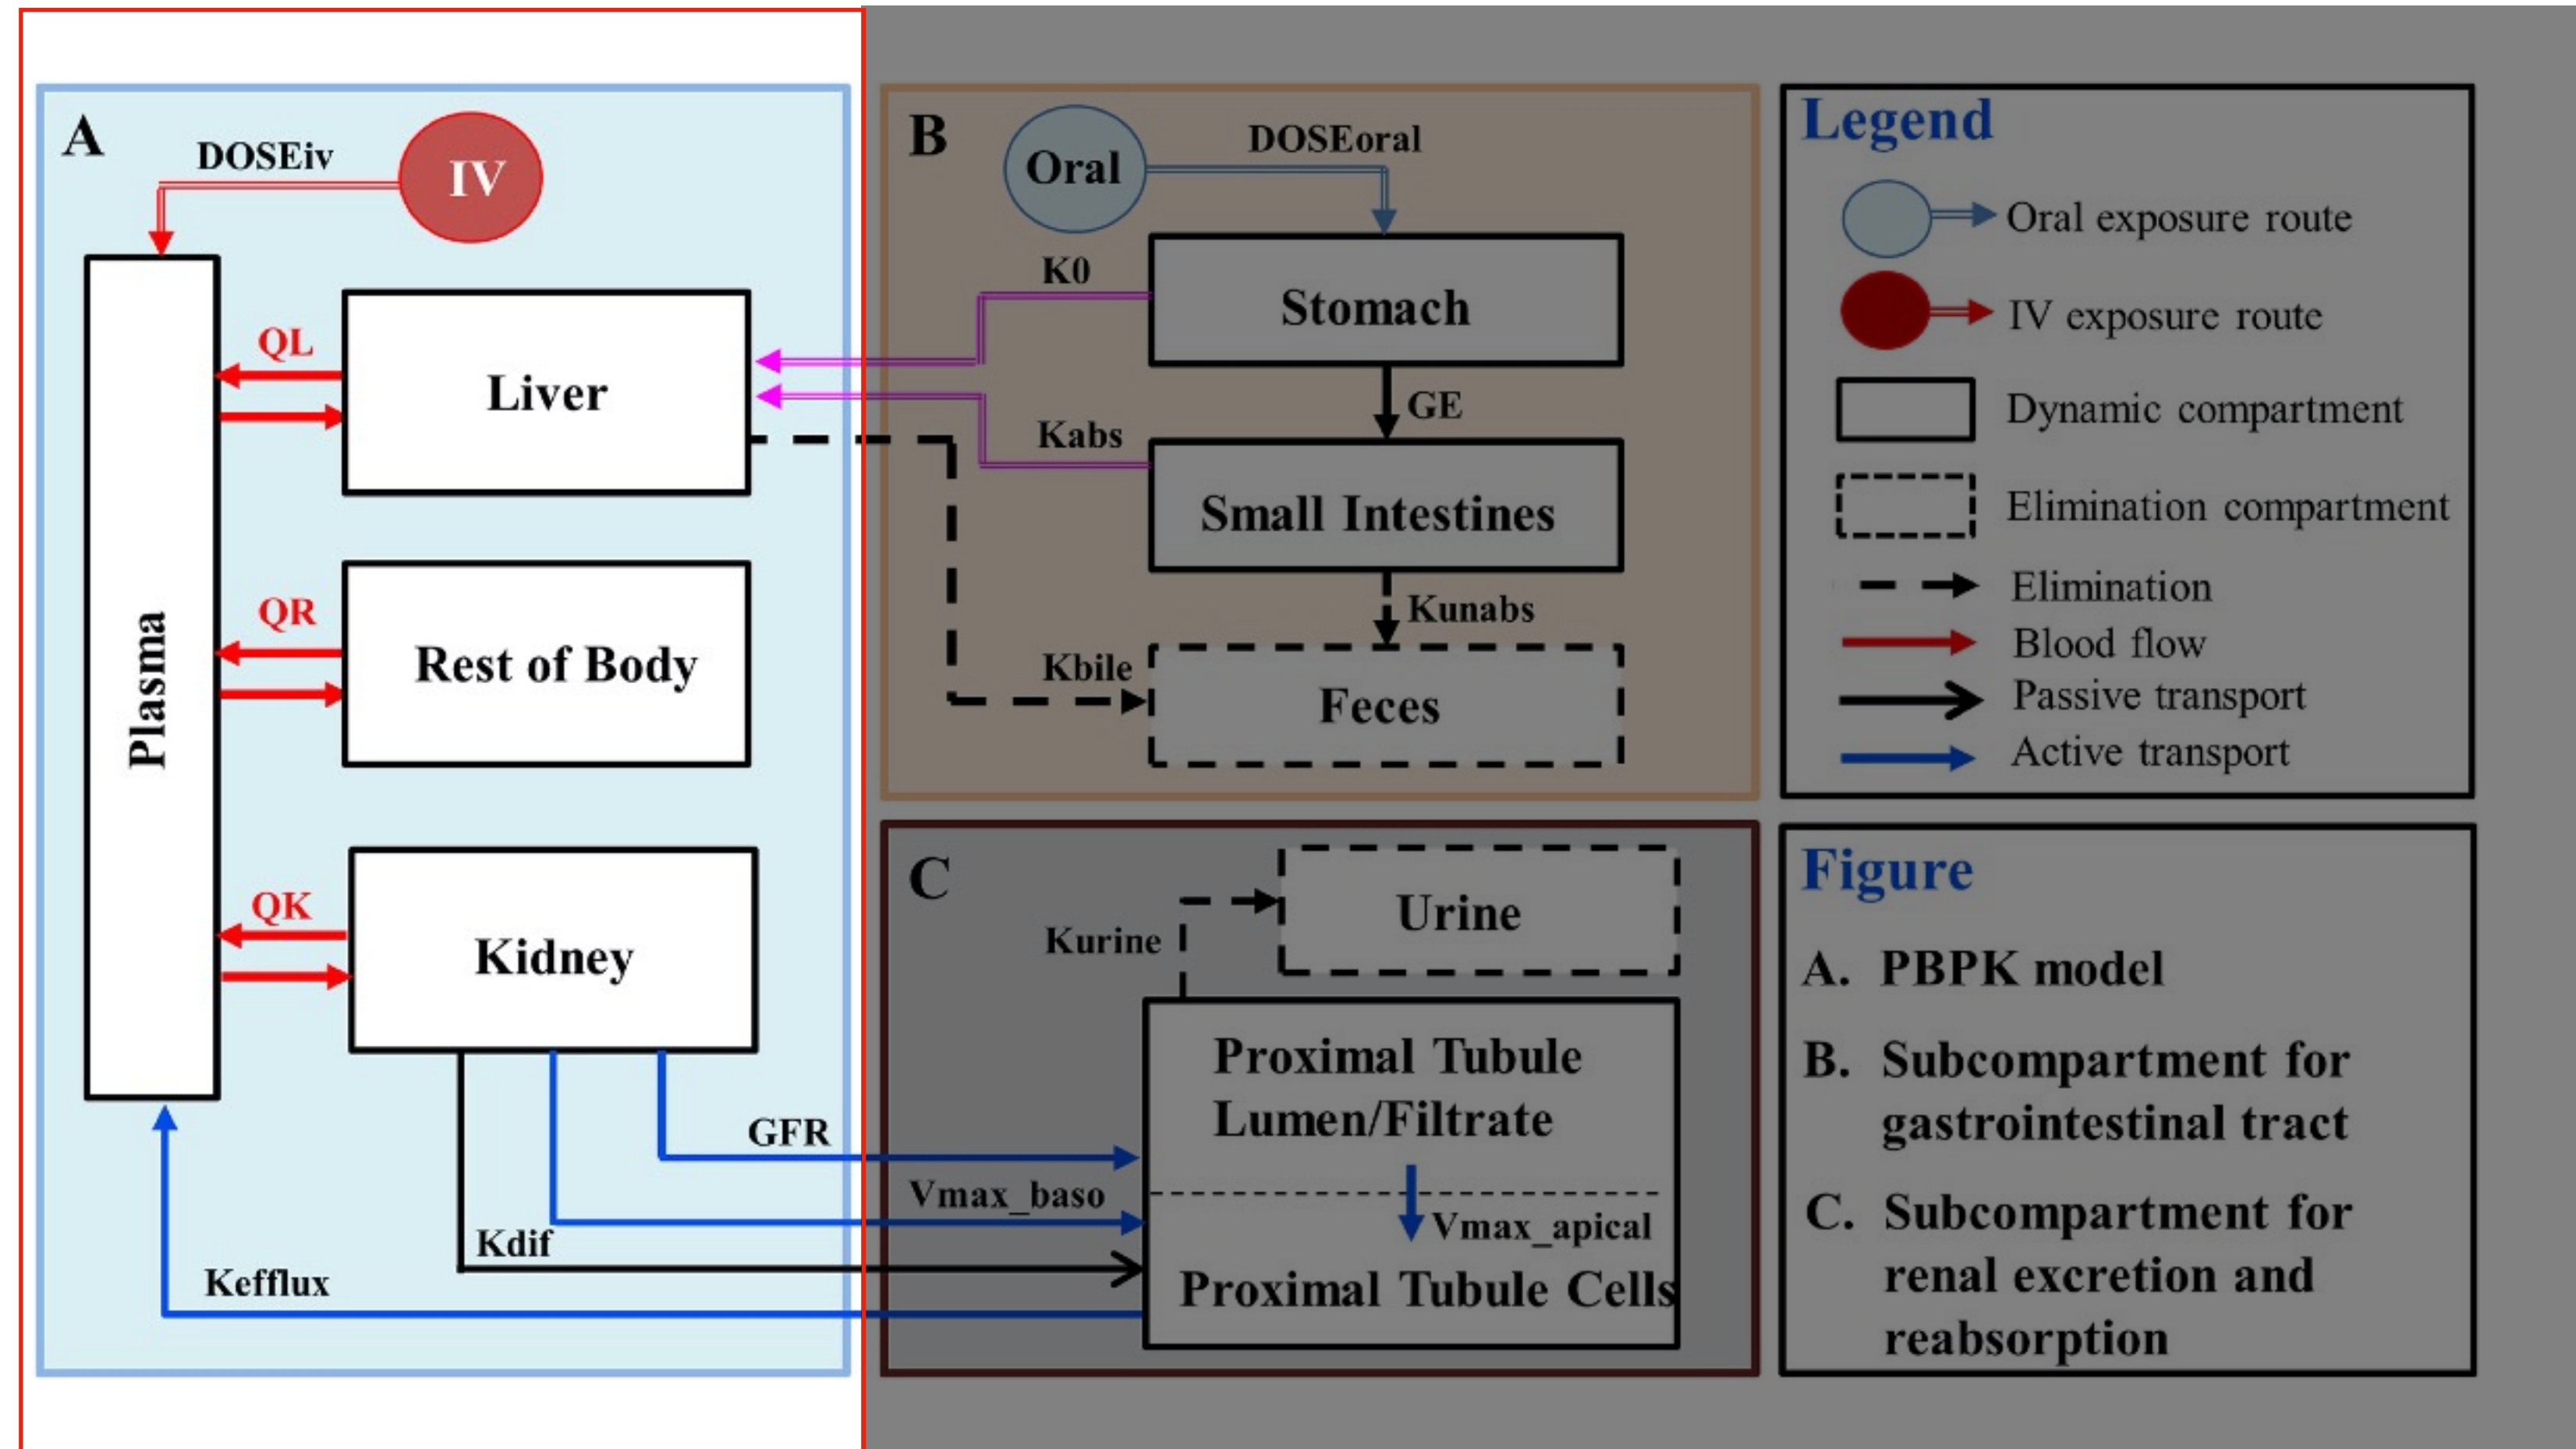 A
DOSEiv
IV
QL
Liver
QR
Rest of Body
Plasma
QK
Kidney
GFR
Kdif
Kefflux
B
Oral
DOSEoral
K0
Stomach
GE
Kabs
Small Intestines
Kunabs
Kbile
Feces
C
Urine
Kurine
Proximal Tubule
Lumen/Filtrate
Vmax_baso
Vmax_apical
Proximal Tubule Cells
Legend
Oral exposure route
IV exposure route
Dynamic compartment
Elimination compartment
Elimination
Blood flow
Passive transport
Active transport
Figure
A. PBPK model
B. Subcompartment for
gastrointestinal tract
C. Subcompartment for
renal excretion and
reabsorption